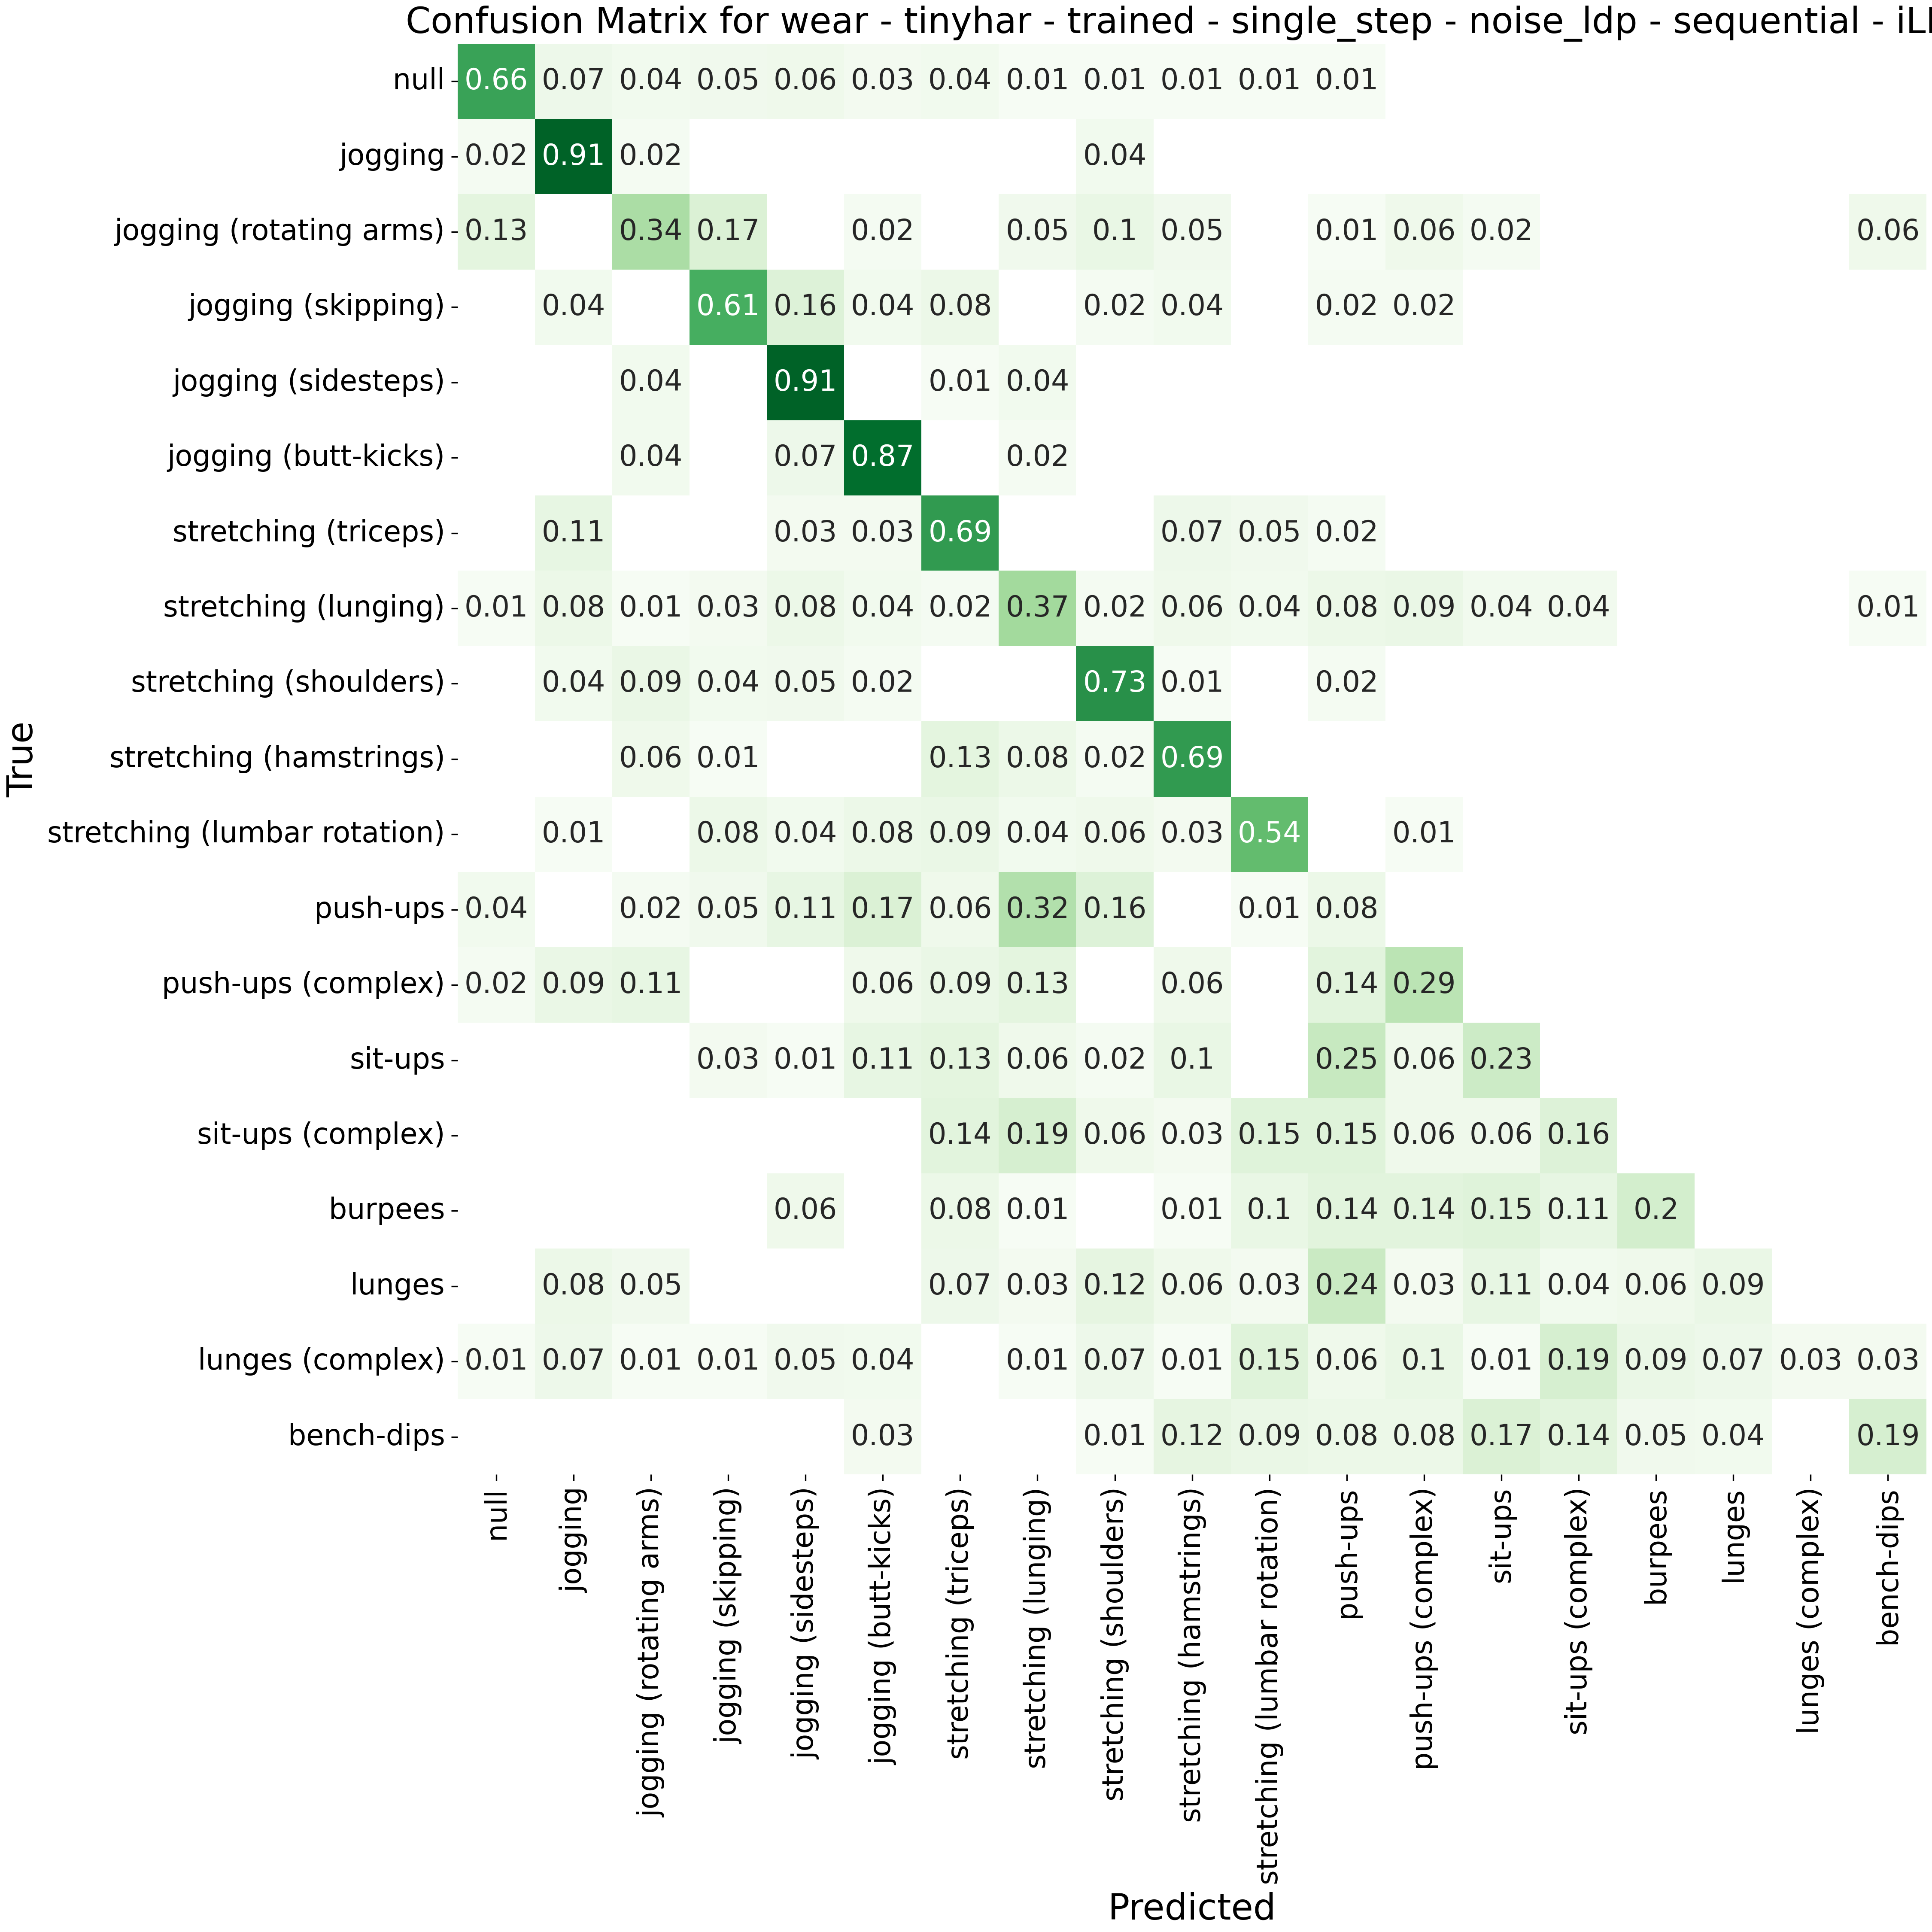 Confusion Matrix for wear - tinyhar - trained - single_step - noise_ldp - sequential -
null 0.66 0.07 0.04 0.05 0.06 0.03 0.04 0.01 0.01 0.01 0.01 0.01
jogging 0.02 0.91 0.02 0.04
jogging (rotating arms) 0.13 0.34 0.17 0.02 0.05 0.1 0.05 0.01 0.06 0.02 0.06
jogging (skipping) 0.04 0.61 0.16 0.04 0.08 0.02 0.04 0.02 0.02
jogging (sidesteps) 0.04 0.91 0.01 0.04
jogging (butt-kicks) 0.04 0.07 0.87 0.02
stretching (triceps) 0.11 0.03 0.03 0.69 0.07 0.05 0.02
stretching (lunging) 0.01 0.08 0.01 0.03 0.08 0.04 0.02 0.37 0.02 0.06 0.04 0.08 0.09 0.04 0.04 0.01
stretching (shoulders) 0.04 0.09 0.04 0.05 0.02 0.73 0.01 0.02
stretching (hamstrings) 0.06 0.01 0.13 0.08 0.02 0.69
stretching (lumbar rotation) 0.01 0.08 0.04 0.08 0.09 0.04 0.06 0.03 0.54 0.01
push-ups 0.04 0.02 0.05 0.11 0.17 0.06 0.32 0.16 0.01 0.08
push-ups (complex) 0.02 0.09 0.11 0.06 0.09 0.13 0.06 0.14 0.29
sit-ups 0.03 0.01 0.11 0.13 0.06 0.02 0.1 0.25 0.06 0.23
sit-ups (complex) 0.14 0.19 0.06 0.03 0.15 0.15 0.06 0.06 0.16
burpees 0.06 0.08 0.01 0.01 0.1 0.14 0.14 0.15 0.11 0.2
lunges 0.08 0.05 0.07 0.03 0.12 0.06 0.03 0.24 0.03 0.11 0.04 0.06 0.09
lunges (complex) 0.01 0.07 0.01 0.01 0.05 0.04 0.01 0.07 0.01 0.15 0.06 0.1 0.01 0.19 0.09 0.07 0.03 0.03
bench-dips 0.03 0.01 0.12 0.09 0.08 0.08 0.17 0.14 0.05 0.04 0.19
True
null
jogging
jogging (rotating arms)
jogging (skipping)
jogging (sidesteps)
jogging (butt-kicks)
stretching (triceps)
stretching (lunging)
stretching (shoulders)
stretching (hamstrings)
stretching (lumbar rotation)
push-ups
push-ups (complex)
sit-ups
sit-ups (complex)
burpees
lunges
lunges (complex)
bench-dips
Predicted